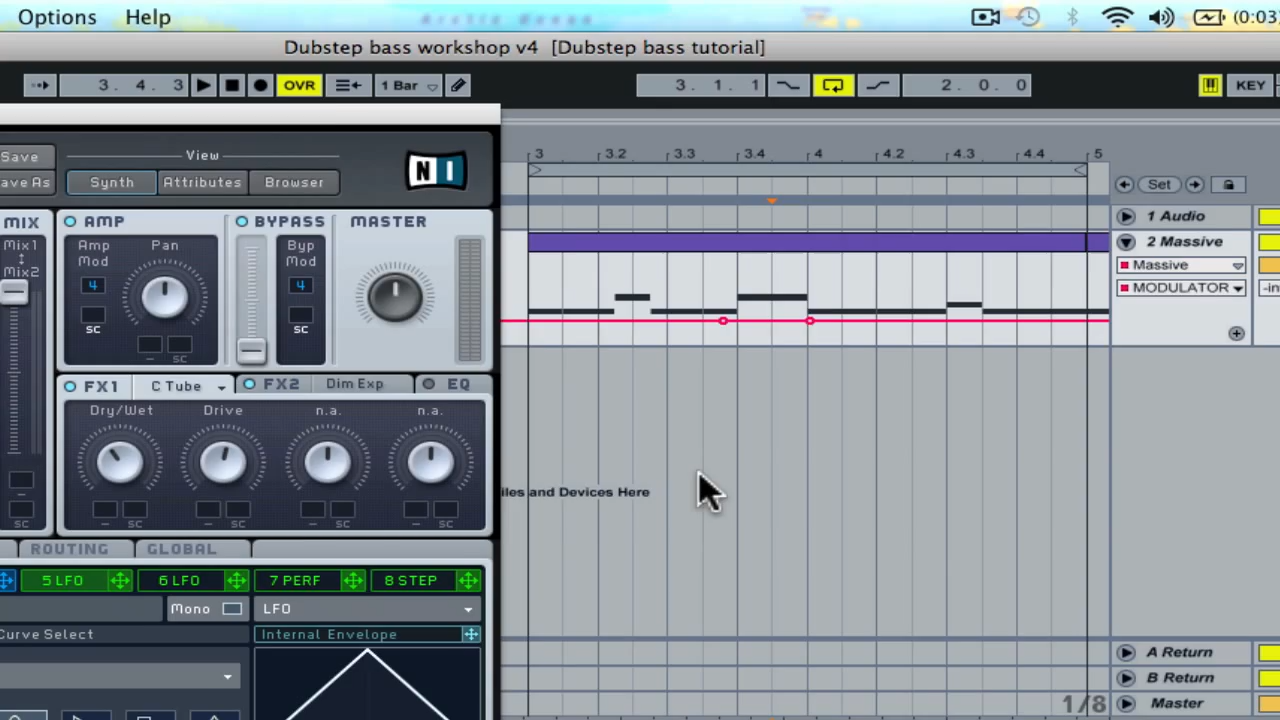 Options Help (0:03
Dubstep bass workshop v4 [Dubstep bass tutorial]
3. 4. 3 OVR 1 Bar 3. 1. 1 2. 0. 0 KEY
Save View NI
ave As Synth Attributes Browser
3 3.2 3.3 3.4 4 4.2 4.3 4.4 5
Set
MIX AMP BYPASS MASTER
1 Audio
Mix1 Amp Pan Byp
Mix2 Mod Mod
2 Massive
Massive
4 4
MODULATOR -in
SC SC
SC
FX1 C Tube FX2 Dim Exp EQ
Dry/Wet Drive n.a. n.a.
iles and Devices Here
SC SC SC SC SC
ROUTING GLOBAL
5 LFO 6 LFO 7 PERF 8 STEP
Mono LFO
Curve Select Internal Envelope
A Return
B Return
1/8 Master